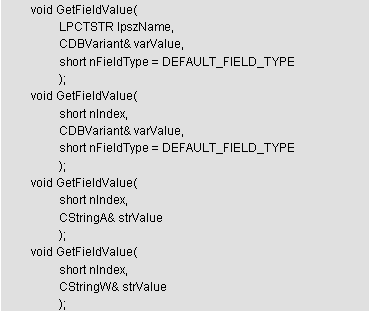 void GetFieldValue(
LPCTSTR lpszName,
CDBVariant& varValue,
short nFieldType = DEFAULT_FIELD_TYPE
);
void GetFieldValue(
short nIndex,
CDBVariant& varValue,
short nFieldType = DEFAULT_FIELD_TYPE
);
void GetFieldValue(
short nIndex,
CStringA& strValue
);
void GetFieldValue(
short nIndex,
CStringW& strValue
);